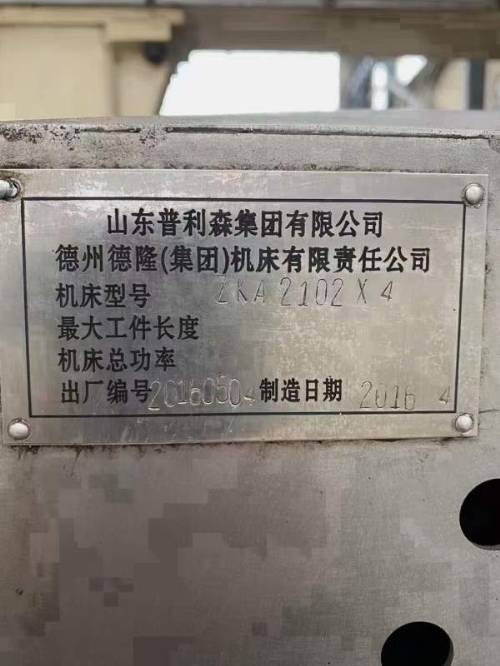 山东普利森集团有限公司
德州德隆(集团)机床有限责任公司
机床型号 ZKA2102X4
最大工件长度
机床总功率
出厂编号 20160504 制造日期 2016 4